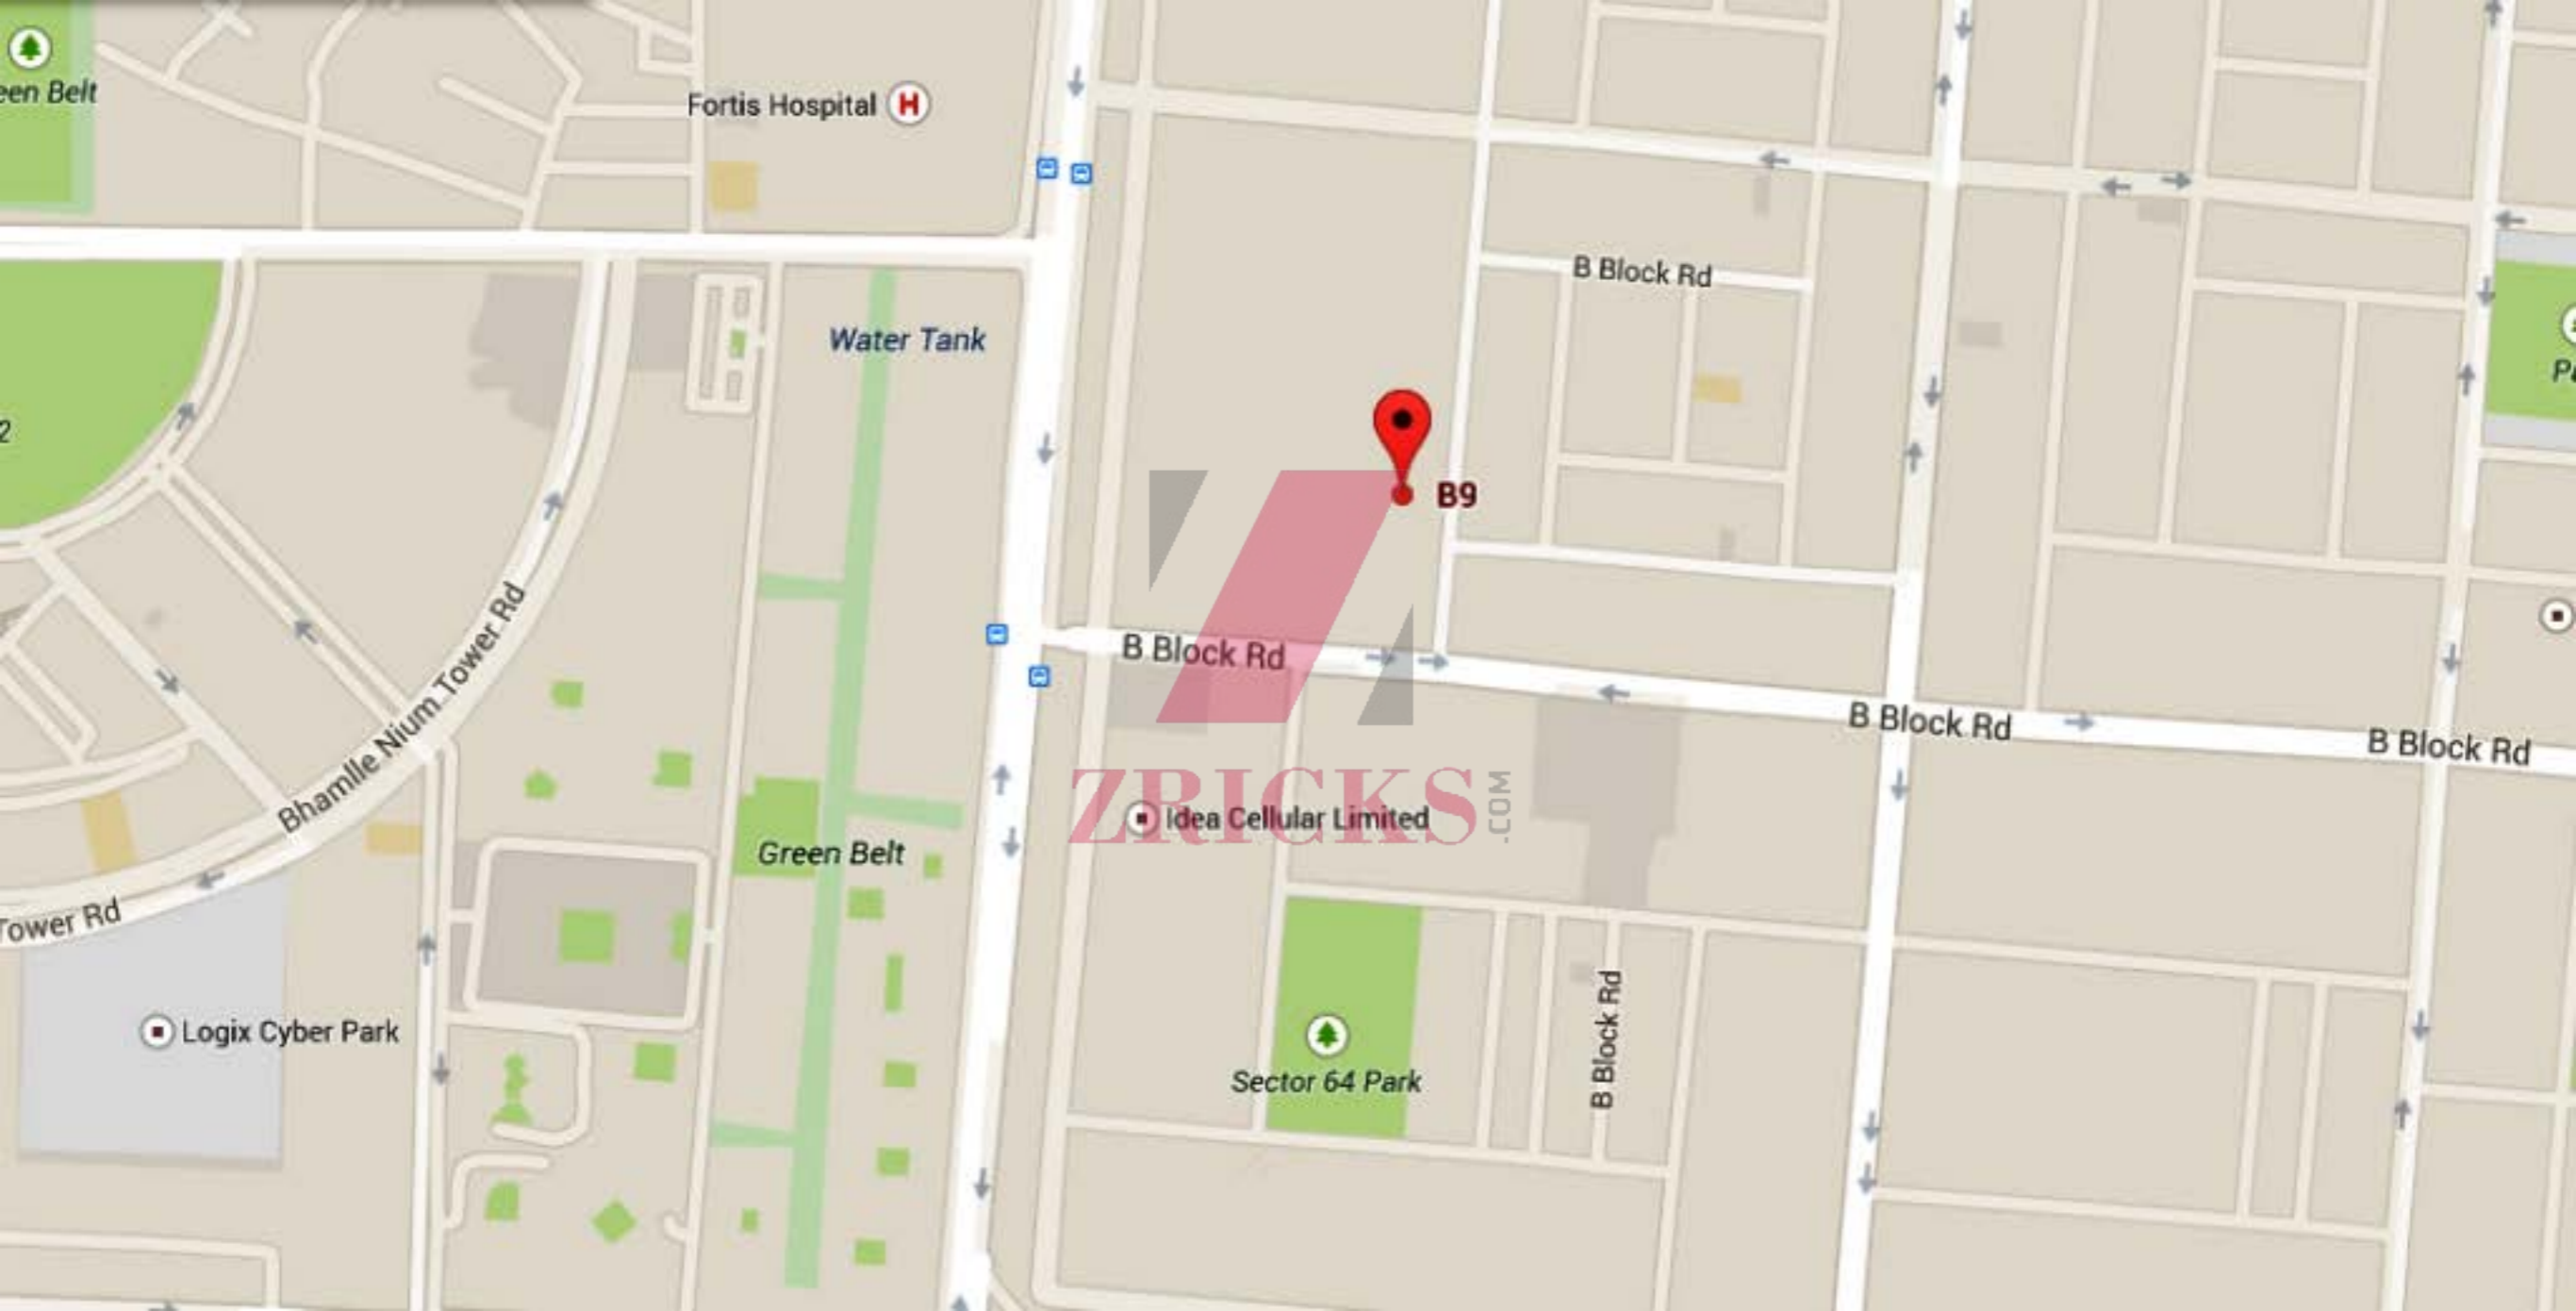 een Belt
Fortis Hospital H
B Block Rd
Water Tank
2
B9
Bhamlle Nium Tower Rd
B Block Rd
B Block Rd
B Block Rd
Idea Cellular Limited
ZRICKS
.COM
Green Belt
Tower Rd
Logix Cyber Park
B Block Rd
Sector 64 Park